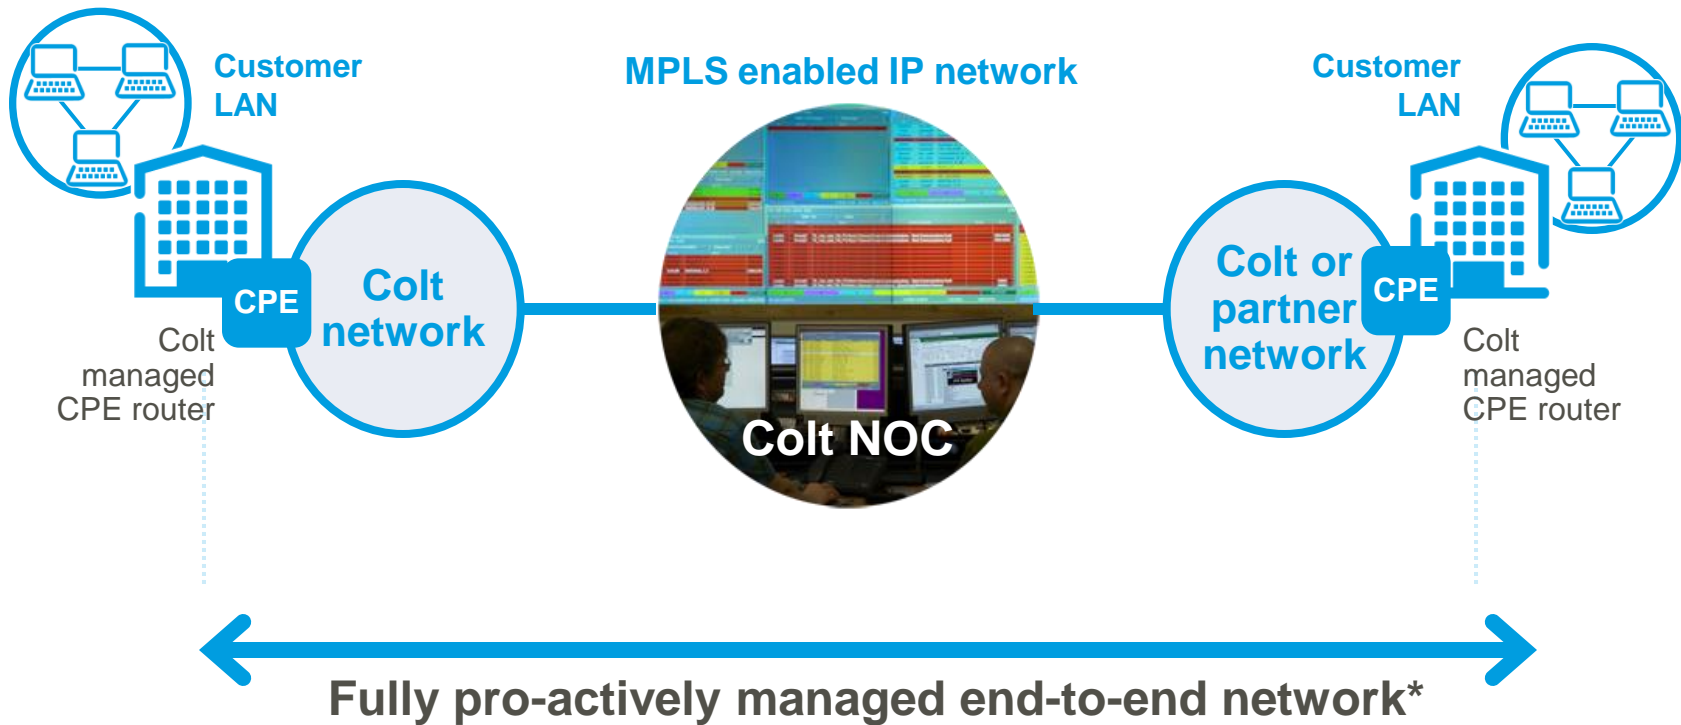 Customer
LAN
MPLS enabled IP network
Customer
LAN
CPE
Colt
network
Colt or
partner
network
CPE
Colt
managed
CPE router
Colt NOC
Colt
managed
CPE router
Fully pro-actively managed end-to-end network*